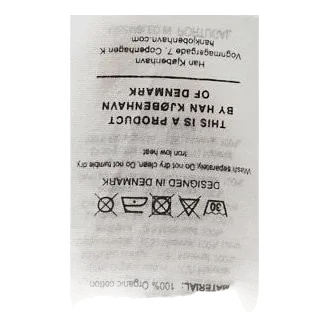 MATERIAL: 100% Organic cotton
30
DESIGNED IN DENMARK
Wash separately, Do not dry clean, Do not tumble dry
Iron low heat
THIS IS A PRODUCT
BY HAN KJØBENHAVN
OF DENMARK
Han Kjøbenhavn
Vognmagergade 7, Copenhagen K
hankjobenhavn.com